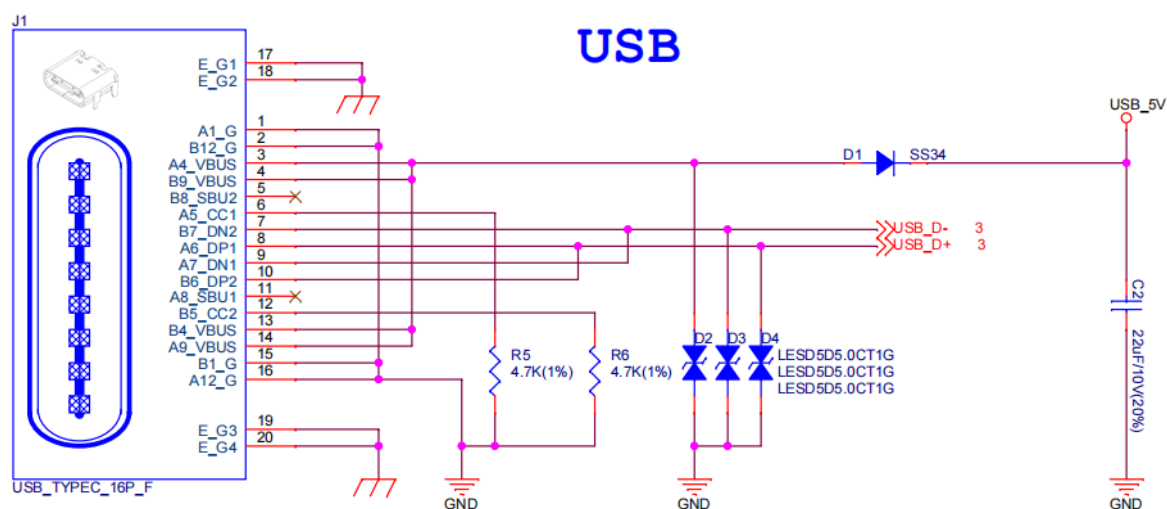 J1
USB
E_G1 17
E_G2 18
A1_G 1
B12_G 2
A4_VBUS 3
B9_VBUS 4
B8_SBU2 5
A5_CC1 6
B7_DN2 7
A6_DP1 8
A7_DN1 9
B6_DP2 10
A8_SBU1 11
B5_CC2 12
B4_VBUS 13
A9_VBUS 14
B1_G 15
A12_G 16
E_G3 19
E_G4 20
USB_TYPEC_16P_F
USB_5V
D1 SS34
USB_D- 3
USB_D+ 3
R5
4.7K(1%)
R6
4.7K(1%)
D2 D3 D4
LESD5D5.0CT1G
LESD5D5.0CT1G
LESD5D5.0CT1G
C2
22uF/10V(20%)
GND
GND
GND